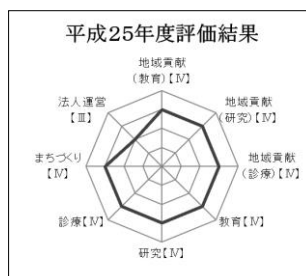 平成25年度評価結果
地域貢献
(教育)【Ⅳ】
地域貢献
(研究)【Ⅳ】
地域貢献
(診療)【Ⅳ】
教育【Ⅳ】
研究【Ⅳ】
診療【Ⅳ】
まちづくり
【Ⅳ】
法人運営
【Ⅲ】